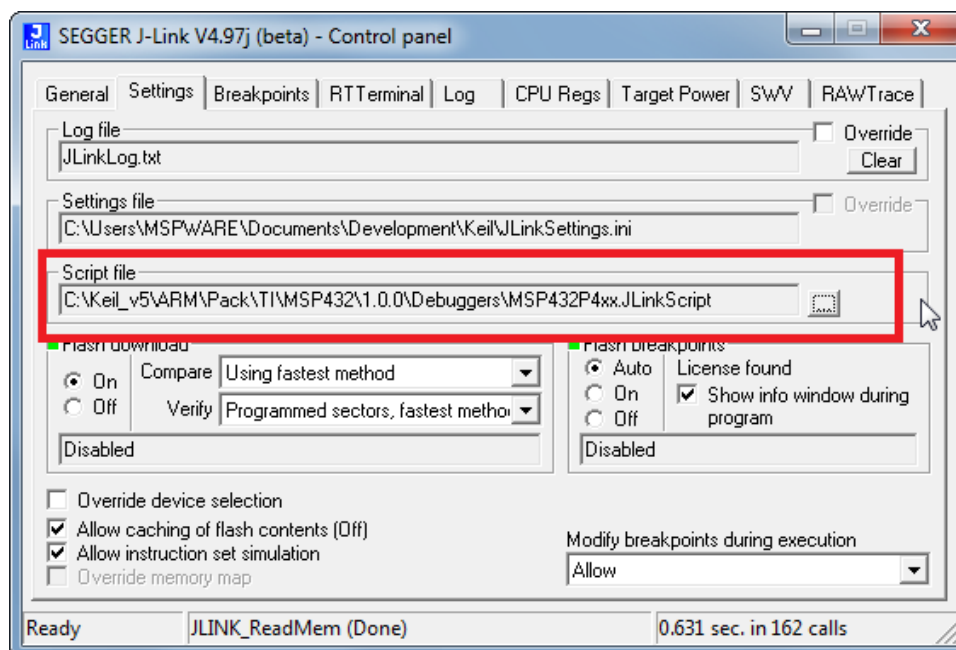 J Link
SEGGER J-Link V4.97j (beta) - Control panel
General Settings Breakpoints RTTerminal Log CPU Regs Target Power SWV RAWTrace
Log file
Override
JLinkLog.txt
Clear
Settings file
Override
C:\Users\MSPWARE\Documents\Development\Keil\JLinkSettings.ini
Script file
C:\Keil_v5\ARM\Pack\TI\MSP432\1.0.0\Debuggers\MSP432P4xx.JLinkScript
...
Flash download
On
Off
Compare
Using fastest method
Verify
Programmed sectors, fastest metho
Disabled
Flash breakpoints
Auto
On
Off
License found
Show info window during
program
Disabled
Override device selection
Allow caching of flash contents (Off)
Allow instruction set simulation
Override memory map
Modify breakpoints during execution
Allow
Ready
JLINK_ReadMem (Done)
0.631 sec. in 162 calls